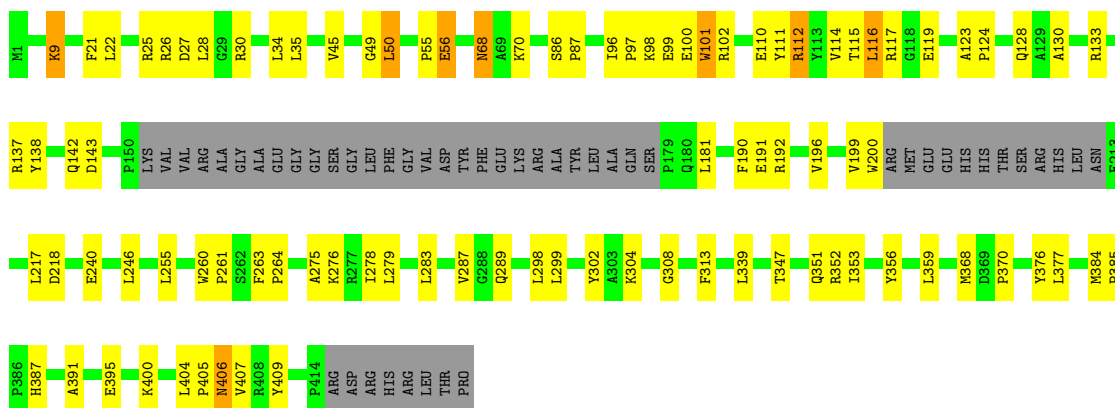 M1 K9 F21 L22 R25 R26 D27 L28 G29 R30 L34 L35 V45 G49 L50 P55 E56 N68 A69 K70 S86 P87 I96 P97 K98 E99 E100 W101 R102 E110 Y111 R112 Y113 V114 T115 L116 R117 G118 E119 A123 P124 Q128 A129 A130 R133
R137 Y138 Q142 D143 P150 LYS VAL VAL ARG ALA GLY ALA GLU GLY GLY SER GLY LEU PHE GLY VAL ASP TYR PHE GLU LYS ARG ALA TYR LEU ALA GLN SER P179 Q180 L181 F190 E191 R192 V196 V199 W200 ARG MET GLU GLU HIS HIS THR SER ARG HIS LEU ASN
L217 D218 E240 L246 L255 W260 P261 S262 F263 P264 A275 K276 R277 I278 L279 L283 V287 G288 Q289 L298 L299 Y302 A303 K304 G308 F313 L339 T347 Q351 R352 I353 Y356 L359 M368 D369 P370 Y376 L377 M384
P386 H387 A391 E395 K400 L404 P405 N406 V407 R408 Y409 P414 ARG ASP ARG HIS ARG LEU THR PRO